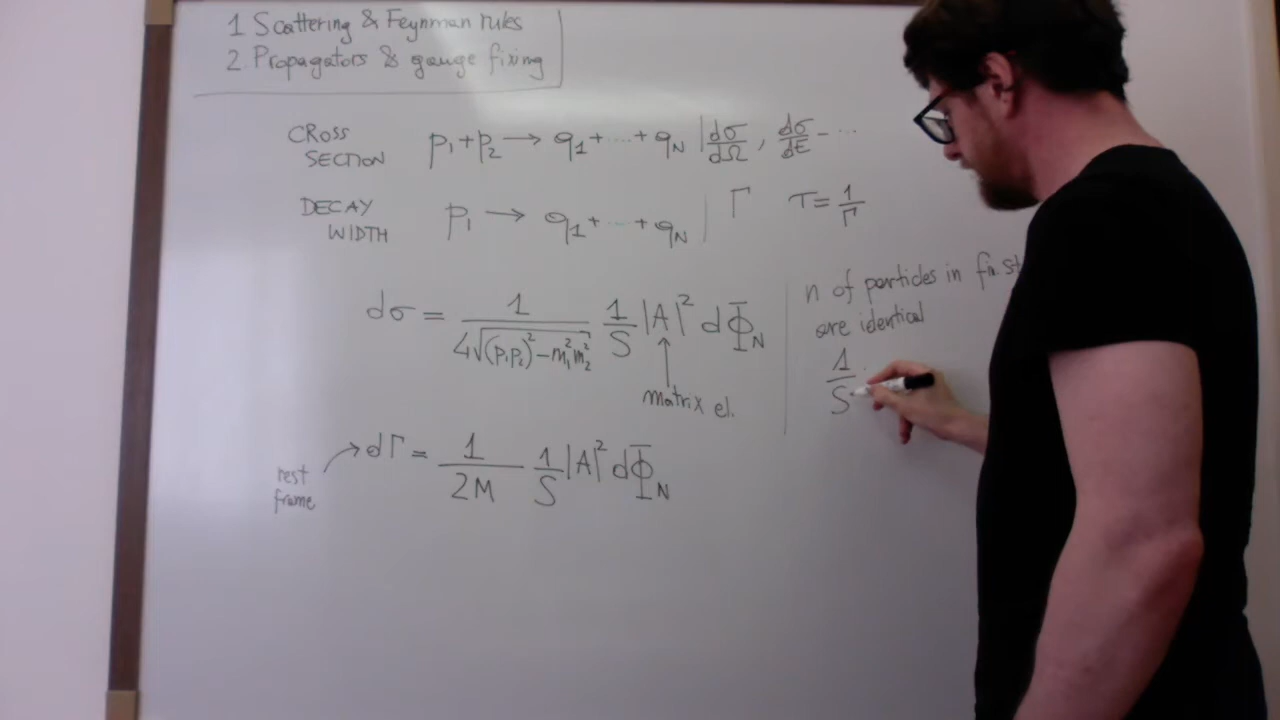 1 Scattering & Feynman rules
2. Propagators & gauge fixing
CROSS SECTION p₁+p₂ → q₁+···+q_N | dσ/dΩ, dσ/dE ---
DECAY WIDTH p₁ → q₁+···+q_N | Γ τ = 1/Γ
dσ = 1/(4√((p₁p₂)²−m₁²m₂²)) 1/S |A|² dΦ_N
matrix el.
rest frame → dΓ = 1/(2M) 1/S |A|² dΦ_N
n of particles in fin. st
are identical
1/S